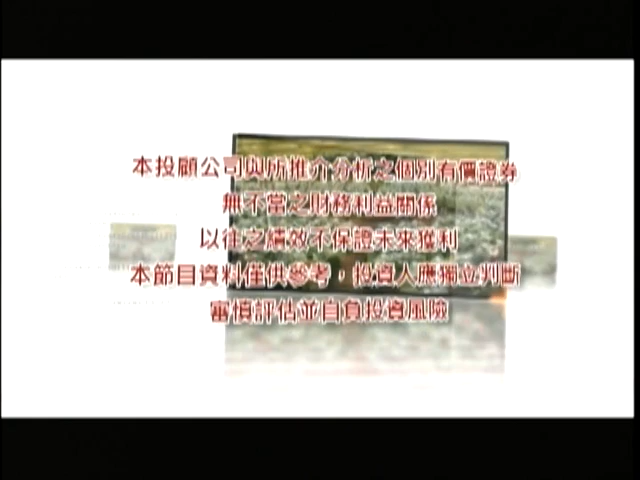 本投顧公司與所推介分析之個別有價證券
無不當之財務利益關係
以往之績效不保證未來獲利
本節目資料僅供參考，投資人應獨立判斷
審慎評估並自負投資風險